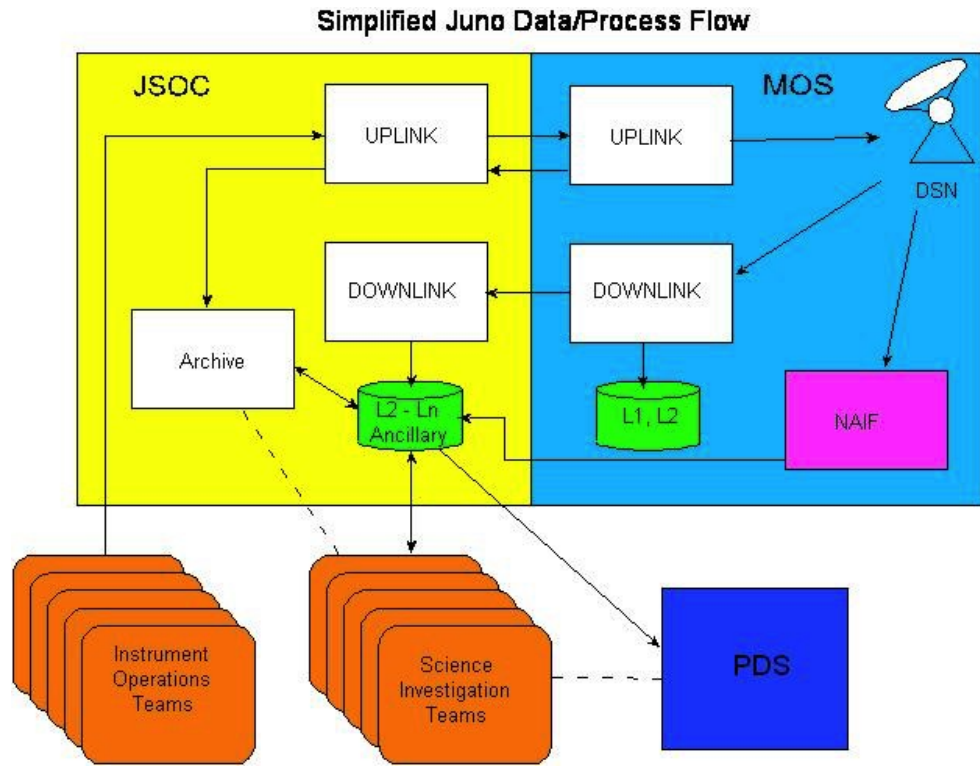 Simplified Juno Data/Process Flow
JSOC
MOS
UPLINK
UPLINK
DSN
DOWNLINK
DOWNLINK
Archive
L2 - Ln
Ancillary
L1, L2
NAIF
Instrument
Operations
Teams
Science
Investigation
Teams
PDS